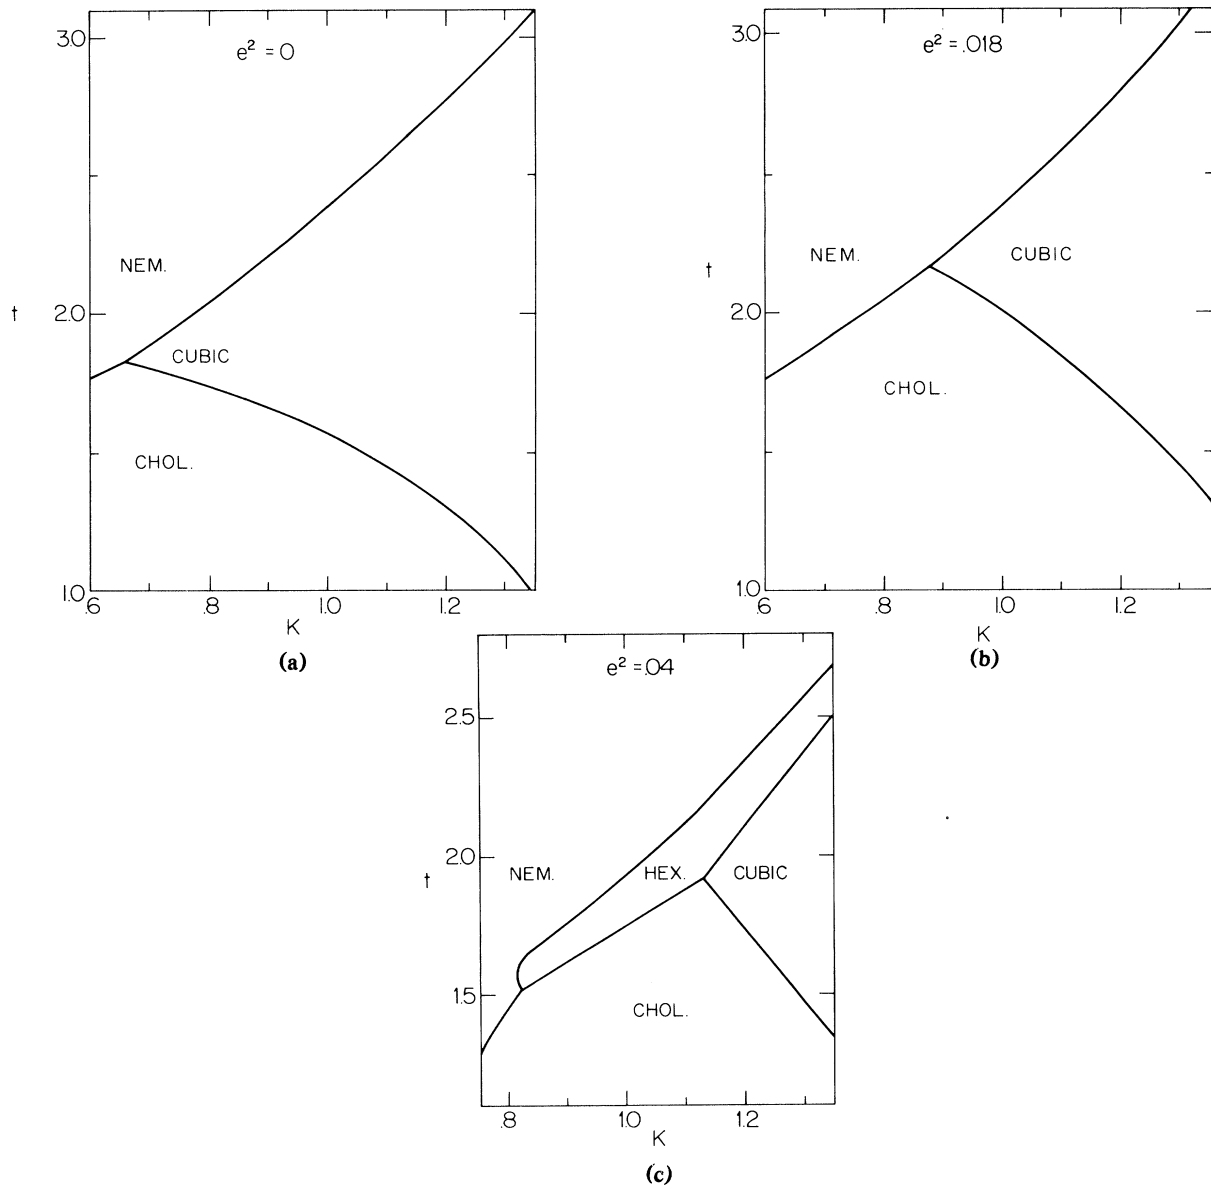 e² = 0
3.0
NEM.
t
2.0
CUBIC
CHOL.
1.0
.6 .8 1.0 1.2
K
(a)
e² = .018
3.0
NEM.
CUBIC
t
2.0
CHOL.
1.0
.6 .8 1.0 1.2
K
(b)
e² = .04
2.5
2.0
t
NEM. HEX. CUBIC
1.5
CHOL.
.8 1.0 1.2
K
(c)